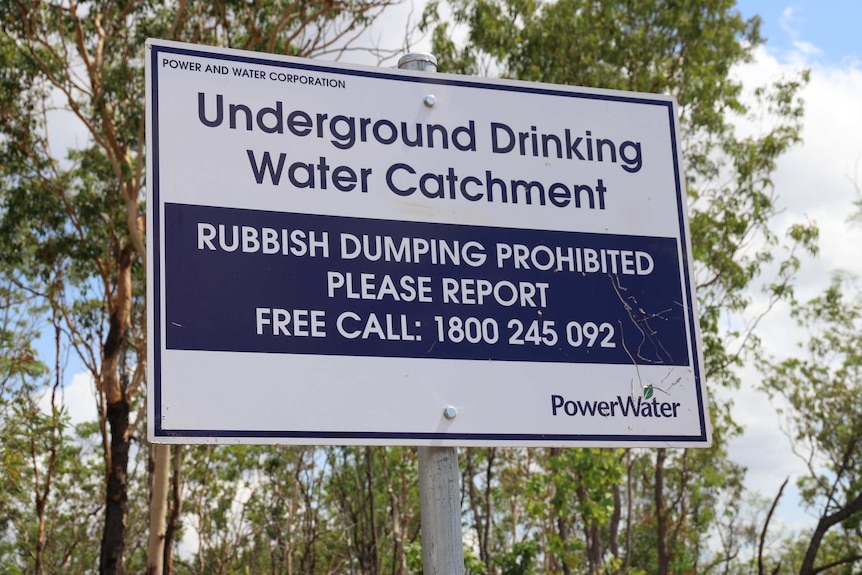 POWER AND WATER CORPORATION
Underground Drinking
Water Catchment
RUBBISH DUMPING PROHIBITED
PLEASE REPORT
FREE CALL: 1800 245 092
PowerWater